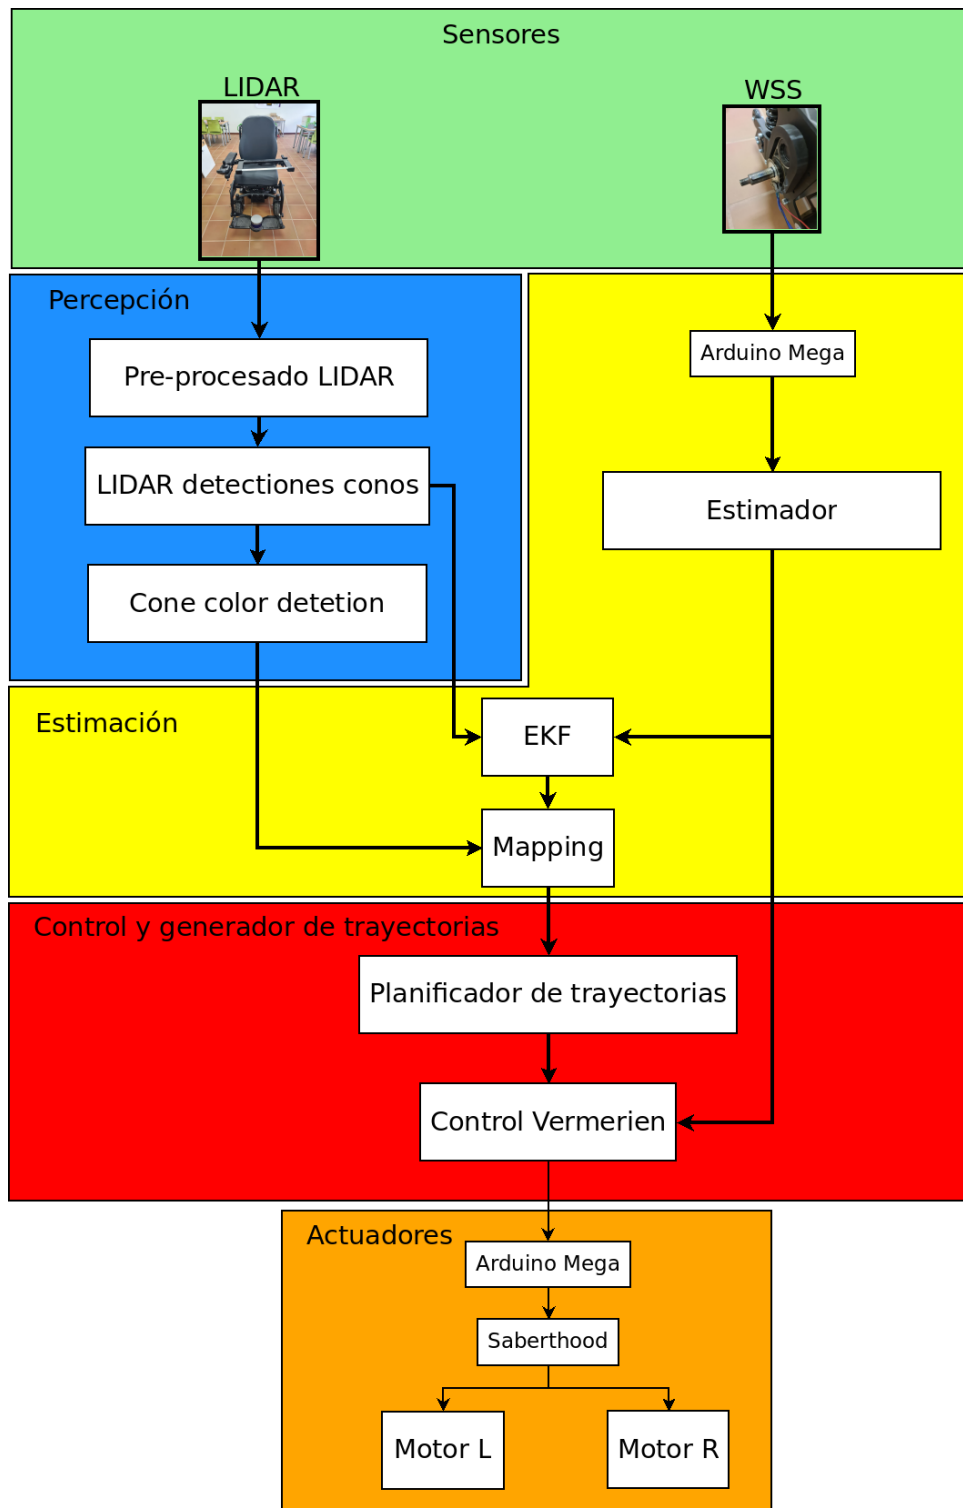 Sensores
LIDAR
WSS
Percepción
Arduino Mega
Pre-procesado LIDAR
LIDAR detectiones conos
Estimador
Cone color detetion
Estimación
EKF
Mapping
Control y generador de trayectorias
Planificador de trayectorias
Control Vermerien
Actuadores
Arduino Mega
Saberthood
Motor L
Motor R